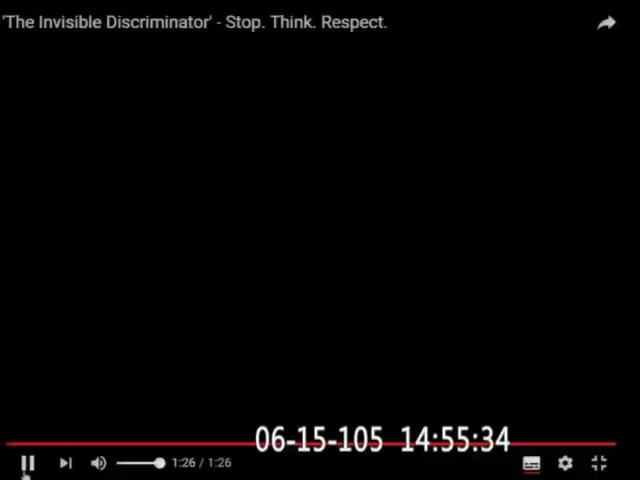 'The Invisible Discriminator' - Stop. Think. Respect.
06-15-105 14:55:34
1:26 / 1:26